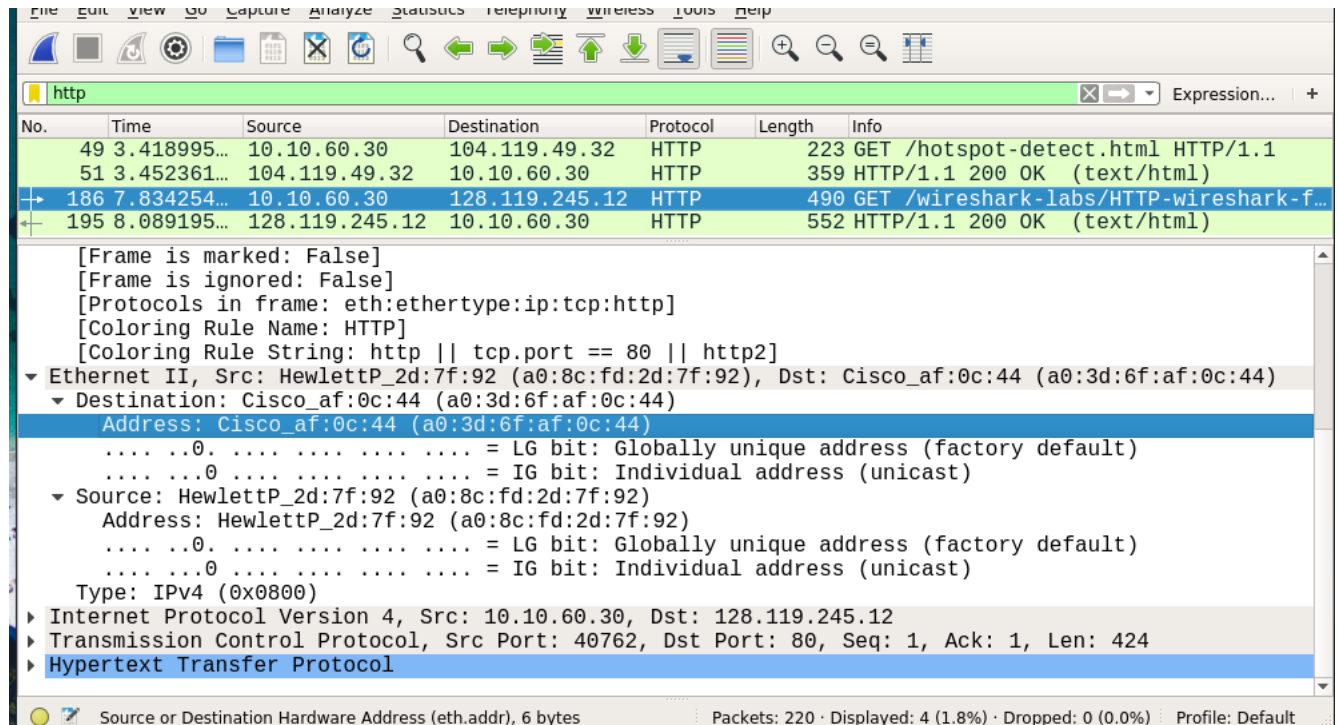 File Edit View Go Capture Analyze Statistics Telephony Wireless Tools Help
http Expression... +
No. Time Source Destination Protocol Length Info
49 3.418995… 10.10.60.30 104.119.49.32 HTTP 223 GET /hotspot-detect.html HTTP/1.1
51 3.452361… 104.119.49.32 10.10.60.30 HTTP 359 HTTP/1.1 200 OK (text/html)
186 7.834254… 10.10.60.30 128.119.245.12 HTTP 490 GET /wireshark-labs/HTTP-wireshark-f…
195 8.089195… 128.119.245.12 10.10.60.30 HTTP 552 HTTP/1.1 200 OK (text/html)
[Frame is marked: False]
[Frame is ignored: False]
[Protocols in frame: eth:ethertype:ip:tcp:http]
[Coloring Rule Name: HTTP]
[Coloring Rule String: http || tcp.port == 80 || http2]
Ethernet II, Src: HewlettP_2d:7f:92 (a0:8c:fd:2d:7f:92), Dst: Cisco_af:0c:44 (a0:3d:6f:af:0c:44)
Destination: Cisco_af:0c:44 (a0:3d:6f:af:0c:44)
Address: Cisco_af:0c:44 (a0:3d:6f:af:0c:44)
.... ..0. .... .... .... .... = LG bit: Globally unique address (factory default)
.... ...0 .... .... .... .... = IG bit: Individual address (unicast)
Source: HewlettP_2d:7f:92 (a0:8c:fd:2d:7f:92)
Address: HewlettP_2d:7f:92 (a0:8c:fd:2d:7f:92)
.... ..0. .... .... .... .... = LG bit: Globally unique address (factory default)
.... ...0 .... .... .... .... = IG bit: Individual address (unicast)
Type: IPv4 (0x0800)
Internet Protocol Version 4, Src: 10.10.60.30, Dst: 128.119.245.12
Transmission Control Protocol, Src Port: 40762, Dst Port: 80, Seq: 1, Ack: 1, Len: 424
Hypertext Transfer Protocol
Source or Destination Hardware Address (eth.addr), 6 bytes Packets: 220 · Displayed: 4 (1.8%) · Dropped: 0 (0.0%) Profile: Default